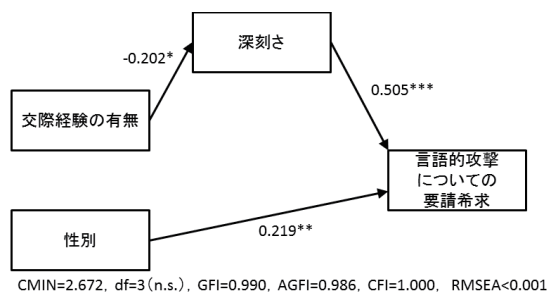 深刻さ
-0.202*
0.505***
交際経験の有無
言語的攻撃
についての
要請希求
性別
0.219**
CMIN=2.672, df=3(n.s.), GFI=0.990, AGFI=0.986, CFI=1.000, RMSEA<0.001